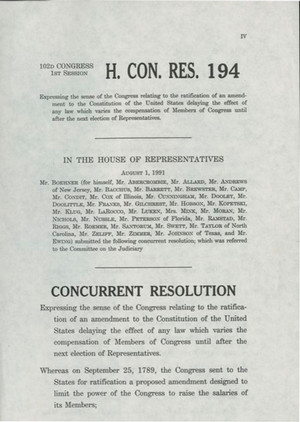 IV
102D CONGRESS
1ST SESSION
H. CON. RES. 194
Expressing the sense of the Congress relating to the ratification of an amend-
ment to the Constitution of the United States delaying the effect of
any law which varies the compensation of Members of Congress until
after the next election of Representatives.
IN THE HOUSE OF REPRESENTATIVES
AUGUST 1, 1991
Mr. BOEHNER (for himself, Mr. ABERCROMBIE, Mr. ALLARD, Mr. ANDREWS
of New Jersey, Mr. BACCHUS, Mr. BARRETT, Mr. BREWSTER, Mr. CAMP,
Mr. CONDIT, Mr. COX of Illinois, Mr. CUNNINGHAM, Mr. DOOLEY, Mr.
DOOLITTLE, Mr. FRANKS, Mr. GILCHREST, Mr. HOBSON, Mr. KOPETSKI,
Mr. KLUG, Mr. LAROCCO, Mr. LUKEN, Mrs. MINK, Mr. MORAN, Mr.
NICHOLS, Mr. NUSSLE, Mr. PETERSON of Florida, Mr. RAMSTAD, Mr.
RIGGS, Mr. ROEMER, Mr. SANTORUM, Mr. SWETT, Mr. TAYLOR of North
Carolina, Mr. ZELIFF, Mr. ZIMMER, Mr. JOHNSON of Texas, and Mr.
EWING) submitted the following concurrent resolution; which was referred
to the Committee on the Judiciary
CONCURRENT RESOLUTION
Expressing the sense of the Congress relating to the ratifica-
tion of an amendment to the Constitution of the United
States delaying the effect of any law which varies the
compensation of Members of Congress until after the
next election of Representatives.
Whereas on September 25, 1789, the Congress sent to the
States for ratification a proposed amendment designed to
limit the power of the Congress to raise the salaries of
its Members;